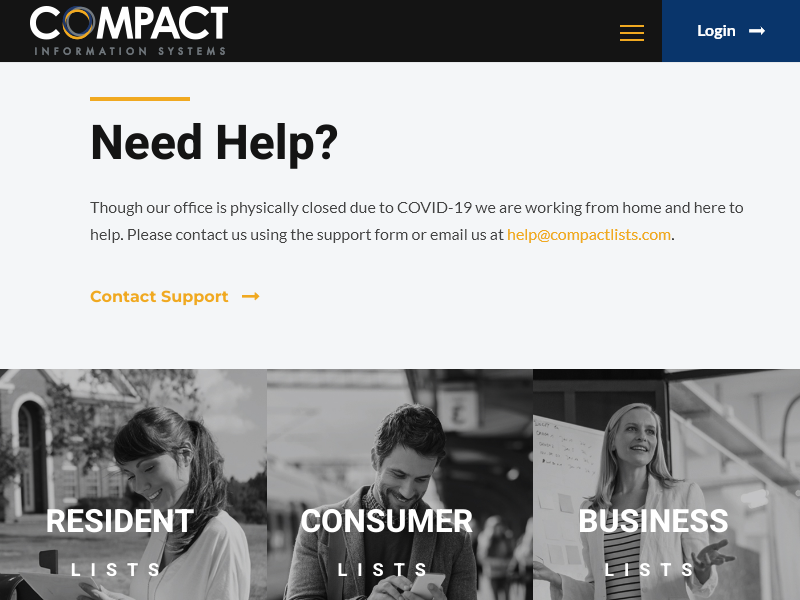 COMPACT
INFORMATION SYSTEMS
Login
Need Help?
Though our office is physically closed due to COVID-19 we are working from home and here to
help. Please contact us using the support form or email us at help@compactlists.com.
Contact Support
RESIDENT
LISTS
CONSUMER
LISTS
BUSINESS
LISTS